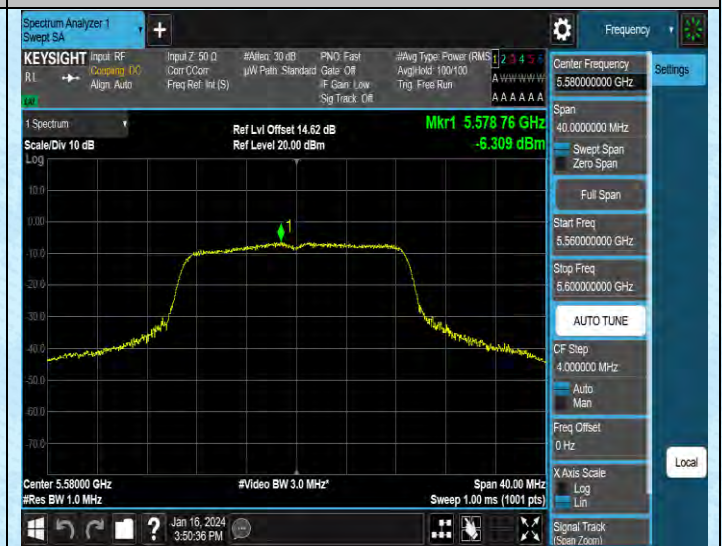 Spectrum Analyzer 1
Swept SA
+
Frequency
KEYSIGHT
RL
Input: RF
Coupling: DC
Align: Auto
Input Z: 50 Ω
Corr CCorr
Freq Ref: Int (S)
#Atten: 30 dB
µW Path: Standard
PNO: Fast
Gate: Off
IF Gain: Low
Sig Track: Off
#Avg Type: Power (RMS
Avg|Hold: 100/100
Trig: Free Run
1 2 3 4 5 6
A W W W W W
A A A A A A
Settings
1 Spectrum
Scale/Div 10 dB
Log
Ref Lvl Offset 14.62 dB
Ref Level 20.00 dBm
Mkr1 5.578 76 GHz
-6.309 dBm
1
10.0
0.00
-10.0
-20.0
-30.0
-40.0
-50.0
-60.0
-70.0
Center 5.58000 GHz
#Res BW 1.0 MHz
#Video BW 3.0 MHz*
Span 40.00 MHz
Sweep 1.00 ms (1001 pts)
Center Frequency
5.580000000 GHz
Span
40.0000000 MHz
Swept Span
Zero Span
Full Span
Start Freq
5.560000000 GHz
Stop Freq
5.600000000 GHz
AUTO TUNE
CF Step
4.000000 MHz
Auto
Man
Freq Offset
0 Hz
X Axis Scale
Log
Lin
Signal Track
(Span Zoom)
Local
?
Jan 16, 2024
3:50:36 PM